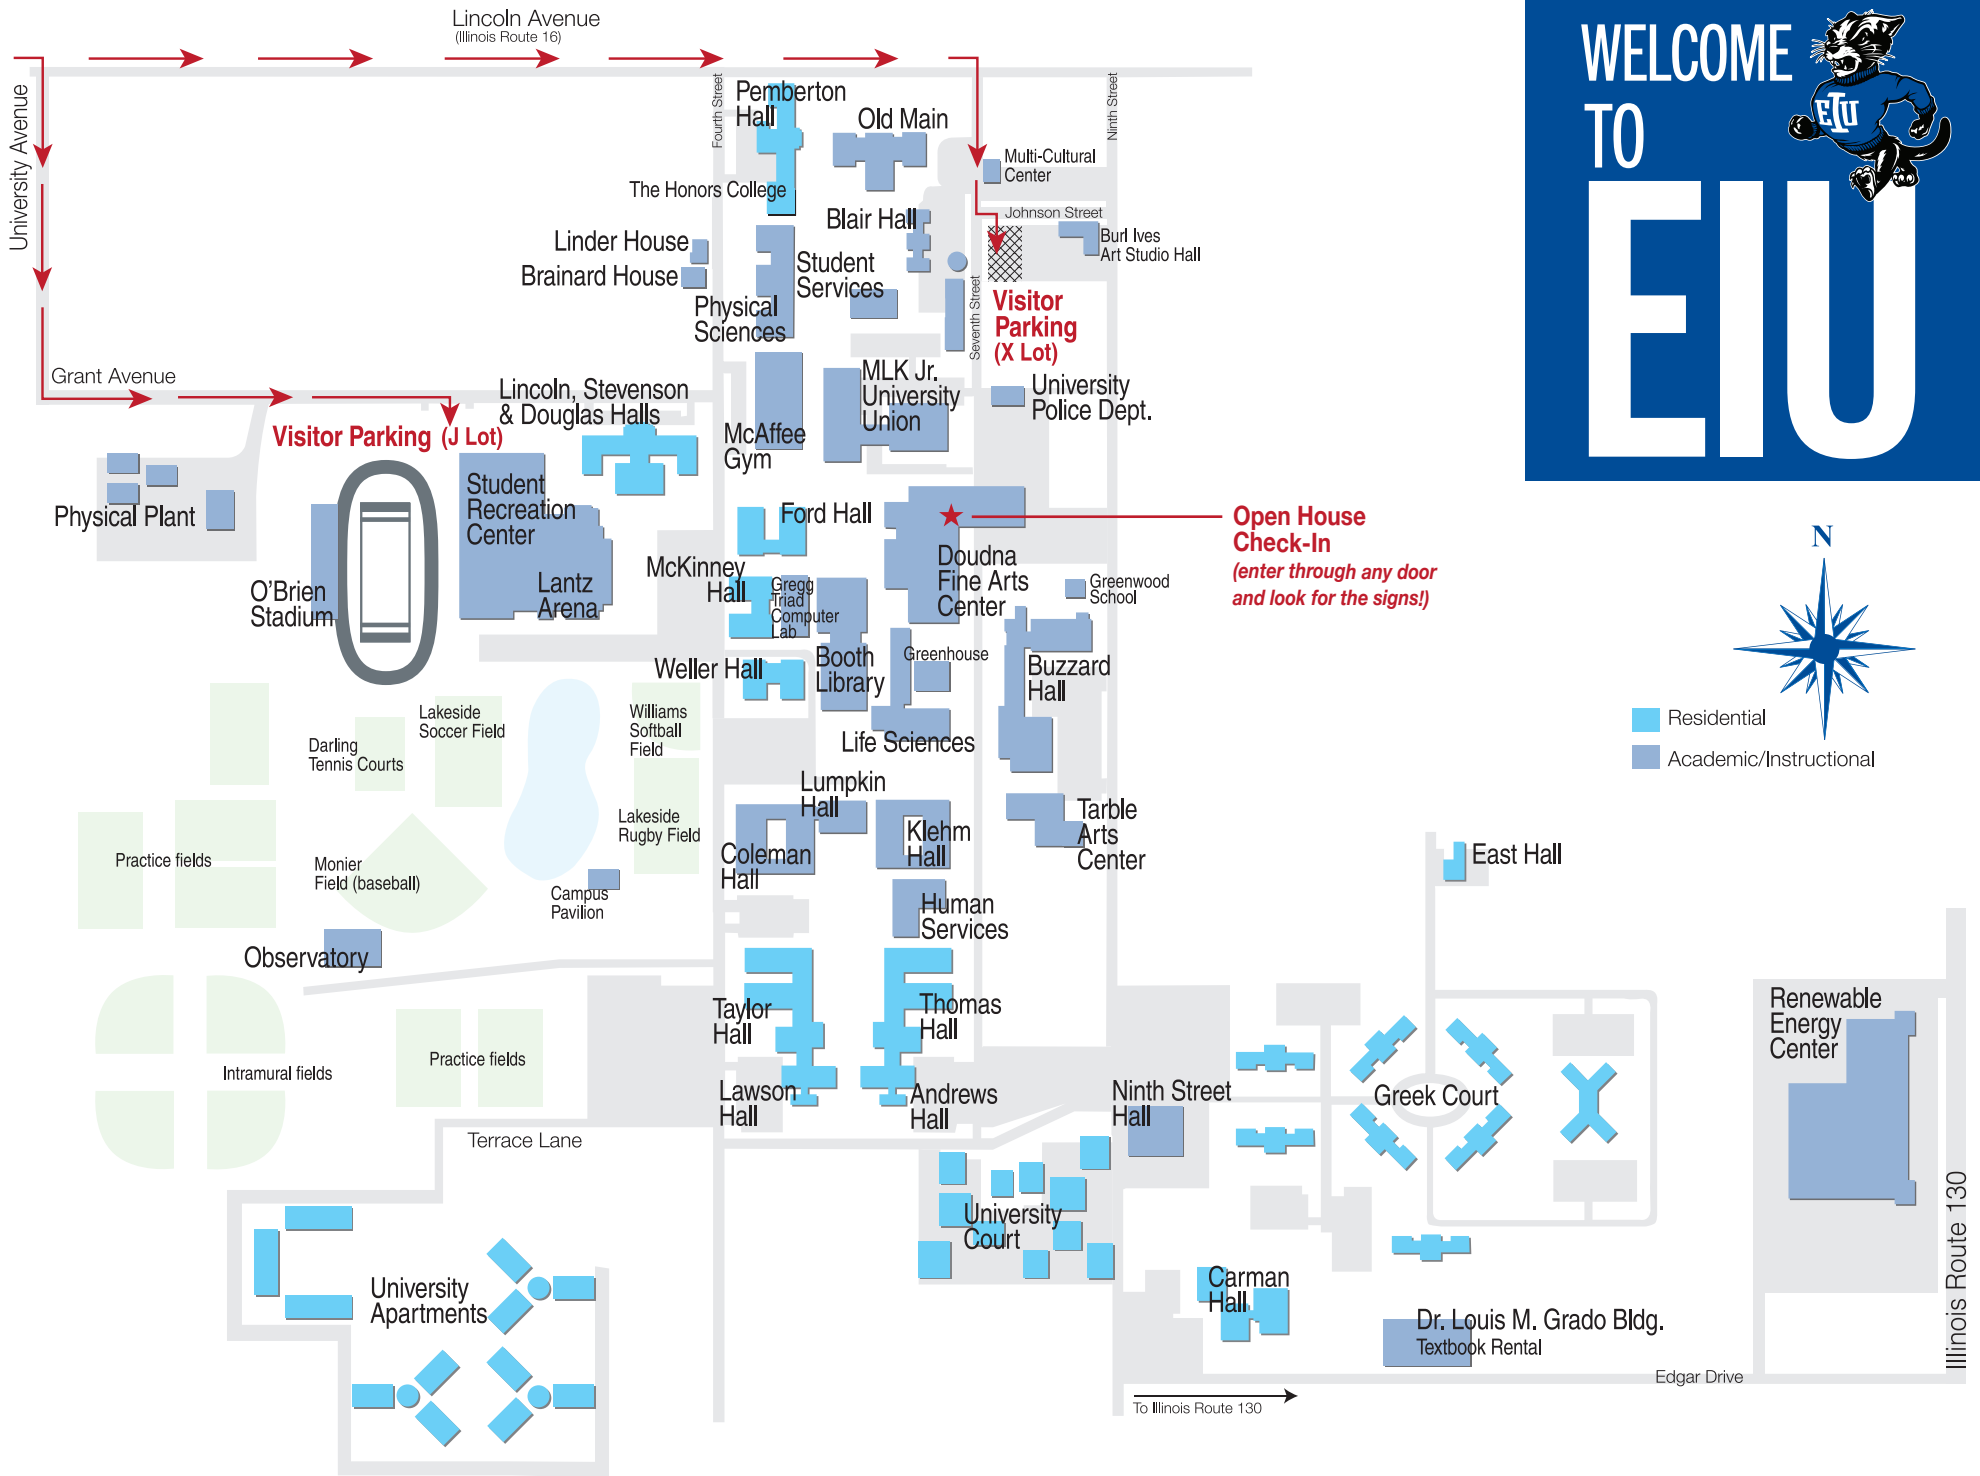 Lincoln Avenue
(Illinois Route 16)
WELCOME
TO
EIU
EIU
University Avenue
Fourth Street
Ninth Street
Pemberton
Hall
Old Main
Multi-Cultural
Center
The Honors College
Blair Hall
Johnson Street
Burl Ives
Art Studio Hall
Linder House
Brainard House
Student
Services
Physical
Sciences
Seventh Street
Visitor
Parking
(X Lot)
Grant Avenue
Lincoln, Stevenson
& Douglas Halls
MLK Jr.
University
Union
University
Police Dept.
Visitor Parking (J Lot)
McAffee
Gym
Physical Plant
Student
Recreation
Center
Ford Hall
Open House
Check-In
(enter through any door
and look for the signs!)
N
O'Brien
Stadium
Lantz
Arena
McKinney
Hall
Gregg
Triad
Computer
Lab
Doudna
Fine Arts
Center
Greenwood
School
Weller Hall
Booth
Library
Greenhouse
Buzzard
Hall
Residential
Academic/Instructional
Lakeside
Soccer Field
Williams
Softball
Field
Darling
Tennis Courts
Life Sciences
Lumpkin
Hall
Lakeside
Rugby Field
Klehm
Hall
Tarble
Arts
Center
Practice fields
Monier
Field (baseball)
Coleman
Hall
East Hall
Campus
Pavilion
Human
Services
Observatory
Taylor
Hall
Thomas
Hall
Renewable
Energy
Center
Intramural fields
Practice fields
Lawson
Hall
Andrews
Hall
Ninth Street
Hall
Greek Court
Terrace Lane
University
Court
Illinois Route 130
University
Apartments
Carman
Hall
Dr. Louis M. Grado Bldg.
Textbook Rental
Edgar Drive
To Illinois Route 130